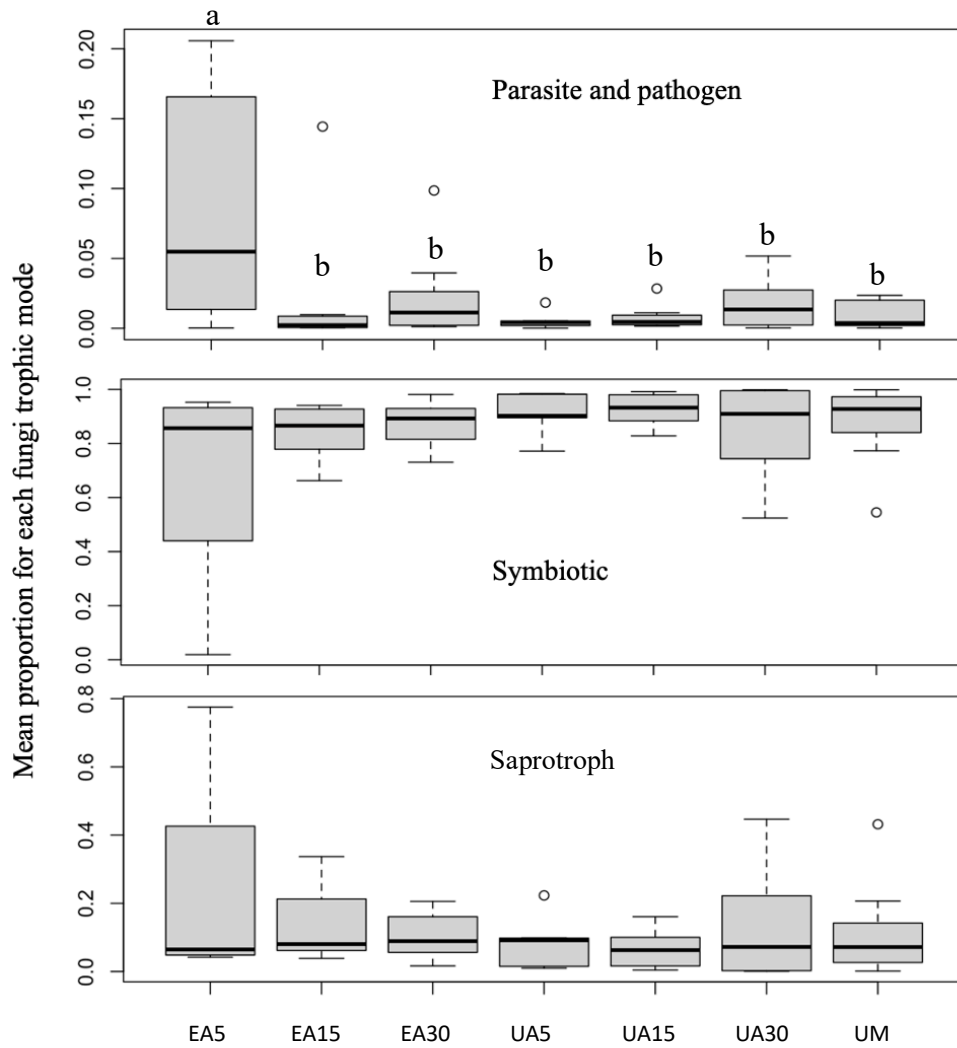 Mean proportion for each fungi trophic mode
a
0.20
Parasite and pathogen
0.15
0.10
b b b b b b
0.05
0.00
1.0
0.8
0.6
0.4
Symbiotic
0.2
0.0
0.8
Saprotroph
0.6
0.4
0.2
0.0
EA5 EA15 EA30 UA5 UA15 UA30 UM